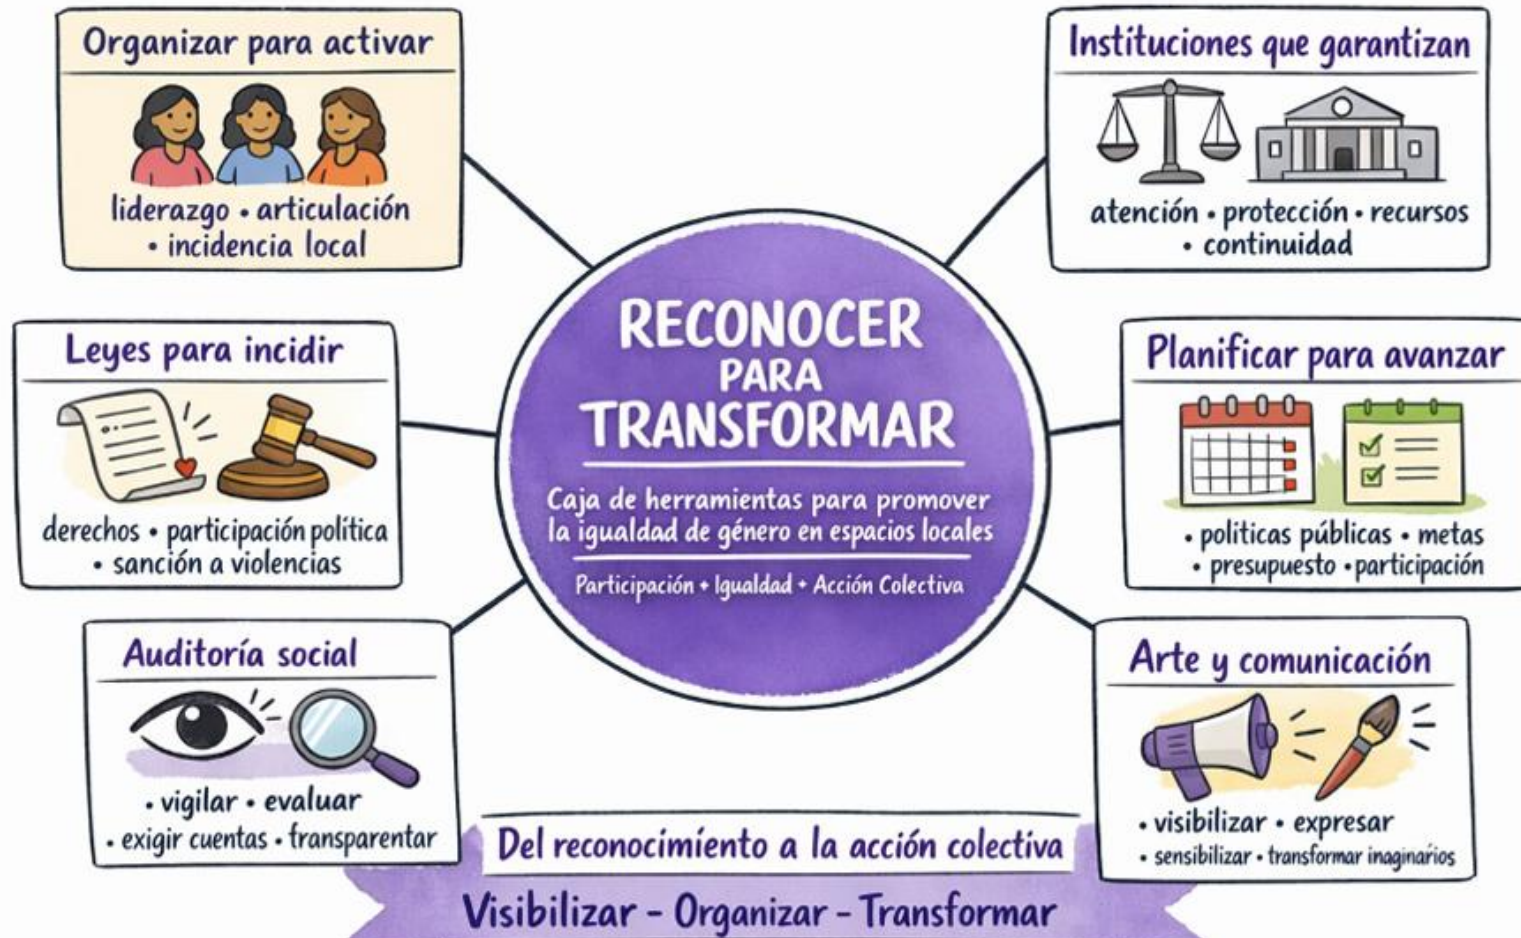 Organizar para activar
liderazgo • articulación
• incidencia local
Instituciones que garantizan
atención • protección • recursos
• continuidad
RECONOCER
PARA
TRANSFORMAR
Caja de herramientas para promover
la igualdad de género en espacios locales
Participación • Igualdad • Acción Colectiva
Leyes para incidir
derechos • participación política
• sanción a violencias
Planificar para avanzar
• políticas públicas • metas
• presupuesto • participación
Auditoría social
• vigilar • evaluar
• exigir cuentas • transparentar
Arte y comunicación
• visibilizar • expresar
• sensibilizar • transformar inaginarios
Del reconocimiento a la acción colectiva
Visibilizar - Organizar - Transformar